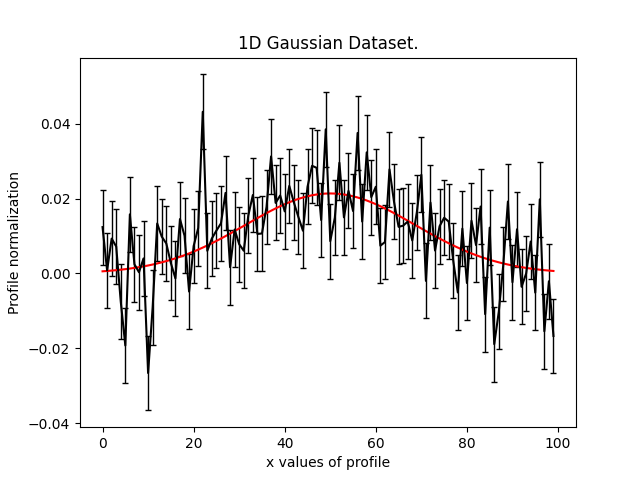 1D Gaussian Dataset.
Profile normalization
0.04
0.02
0.00
−0.02
−0.04
0 20 40 60 80 100
x values of profile